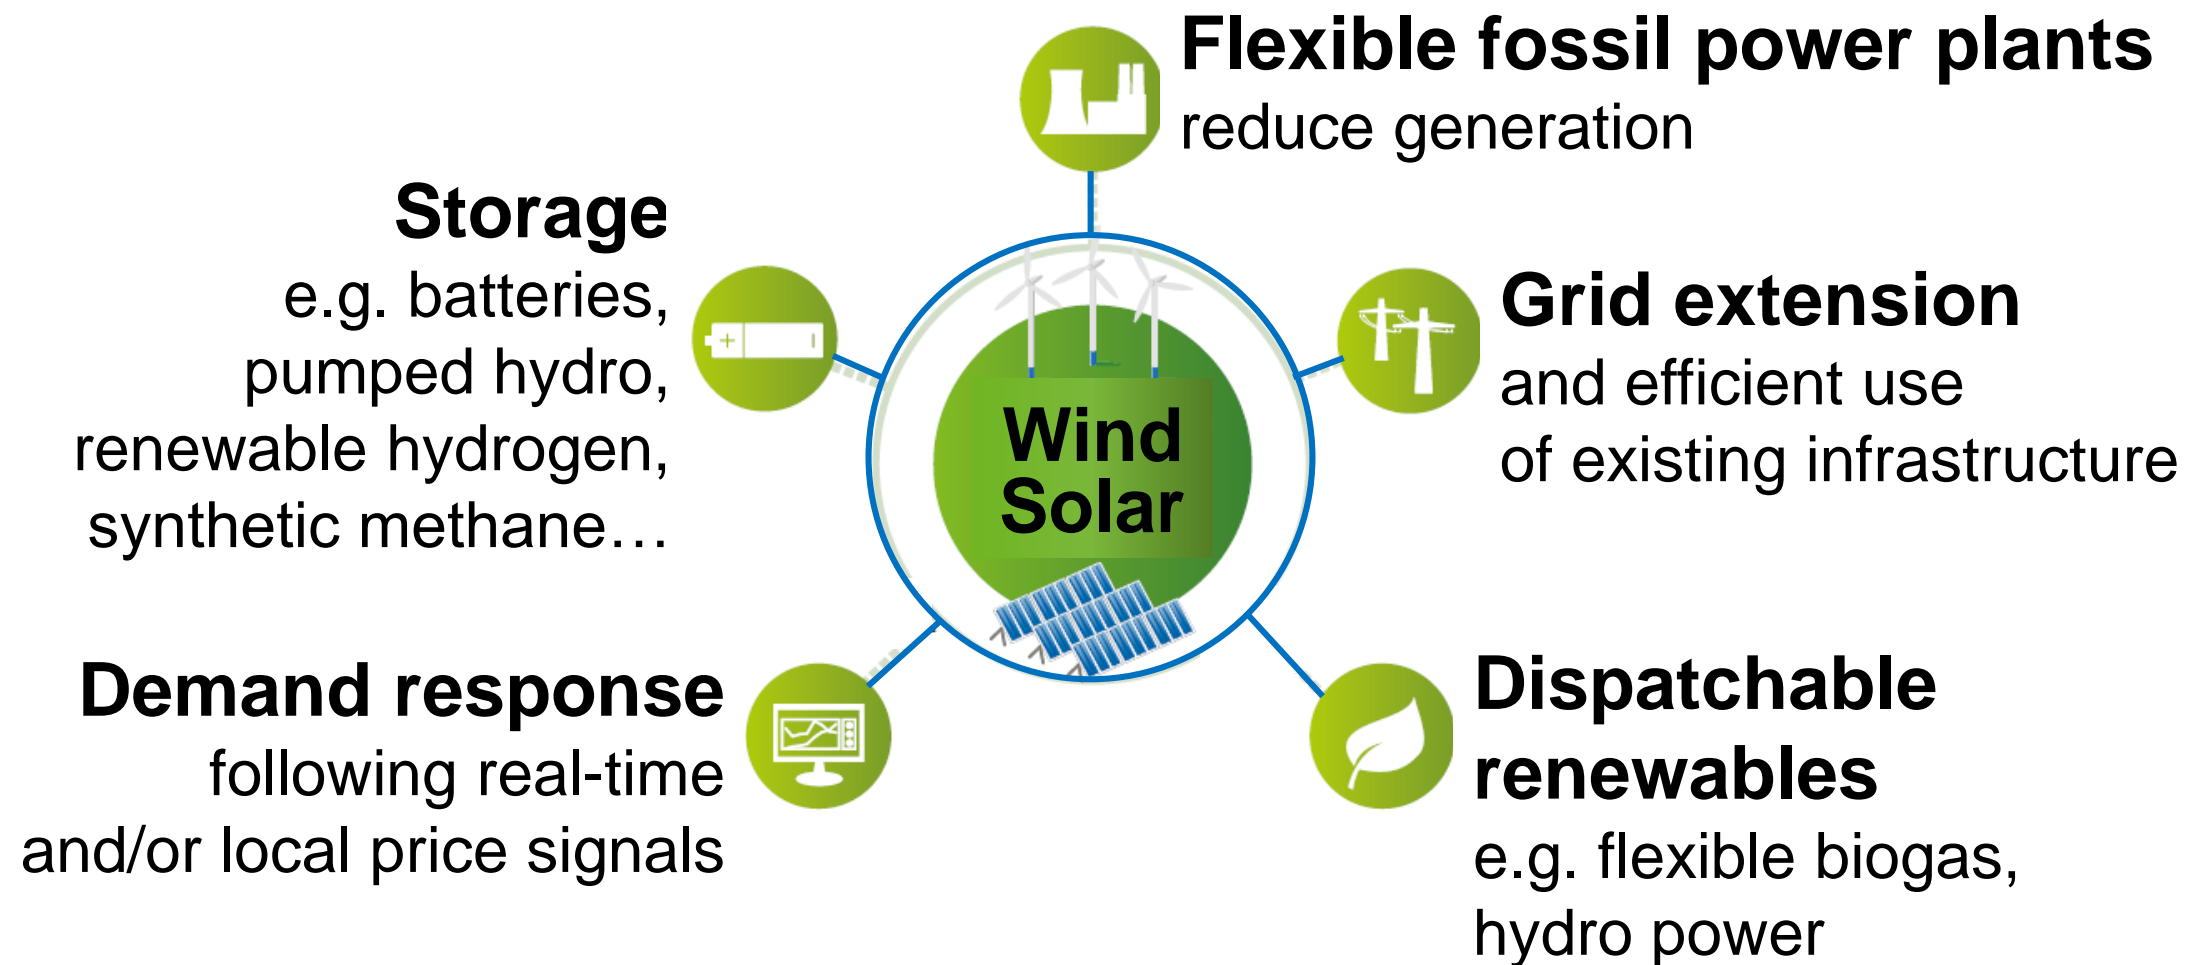 Flexible fossil power plants
reduce generation
Storage
e.g. batteries,
pumped hydro,
renewable hydrogen,
synthetic methane…
Grid extension
and efficient use
of existing infrastructure
Wind
Solar
Demand response
following real-time
and/or local price signals
Dispatchable
renewables
e.g. flexible biogas,
hydro power